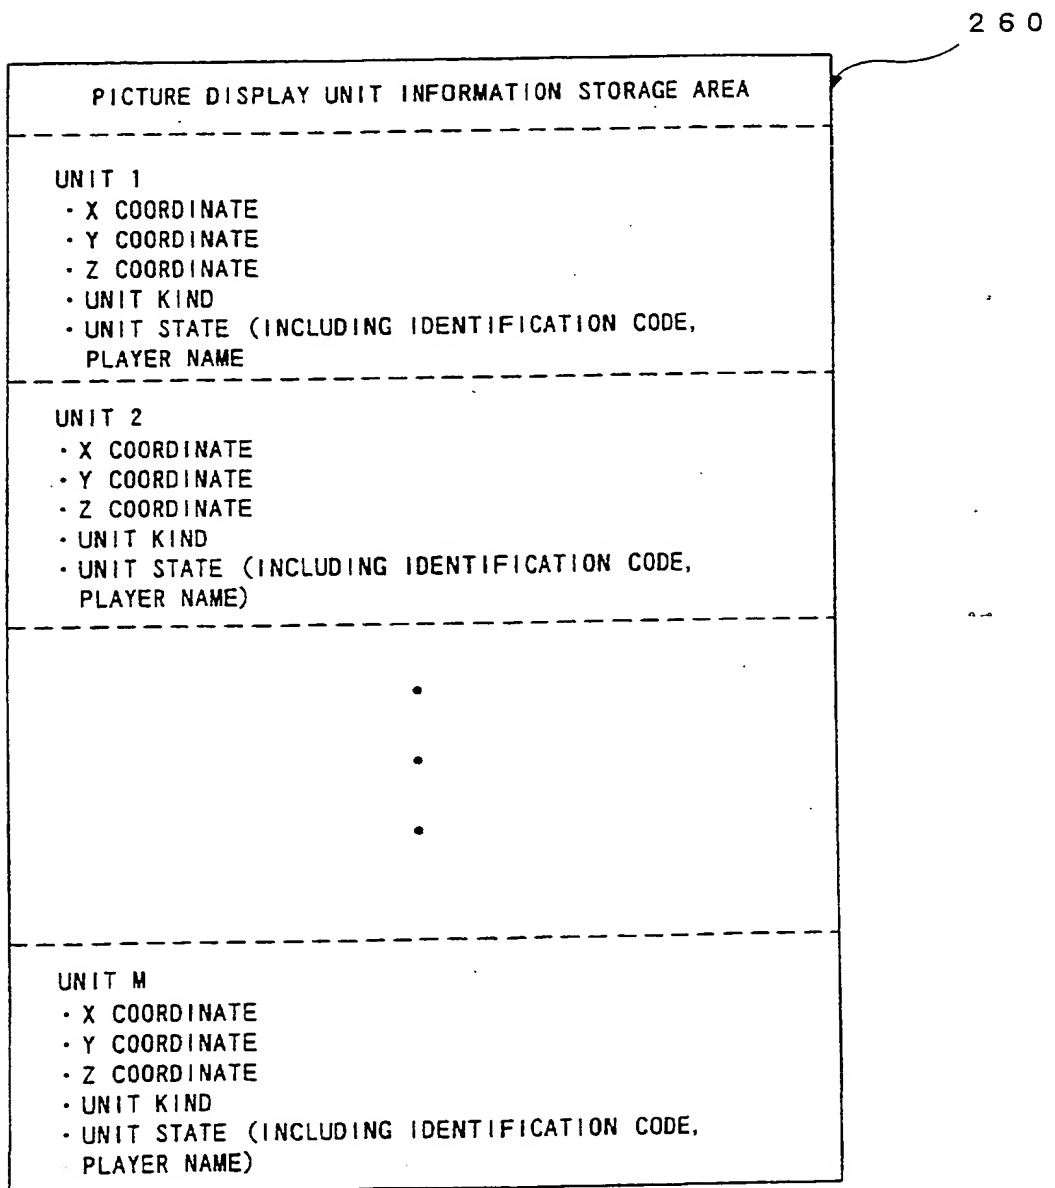 260
PICTURE DISPLAY UNIT INFORMATION STORAGE AREA
UNIT 1
· X COORDINATE
· Y COORDINATE
· Z COORDINATE
· UNIT KIND
· UNIT STATE (INCLUDING IDENTIFICATION CODE,
PLAYER NAME
UNIT 2
· X COORDINATE
· Y COORDINATE
· Z COORDINATE
· UNIT KIND
· UNIT STATE (INCLUDING IDENTIFICATION CODE,
PLAYER NAME)
UNIT M
· X COORDINATE
· Y COORDINATE
· Z COORDINATE
· UNIT KIND
· UNIT STATE (INCLUDING IDENTIFICATION CODE,
PLAYER NAME)